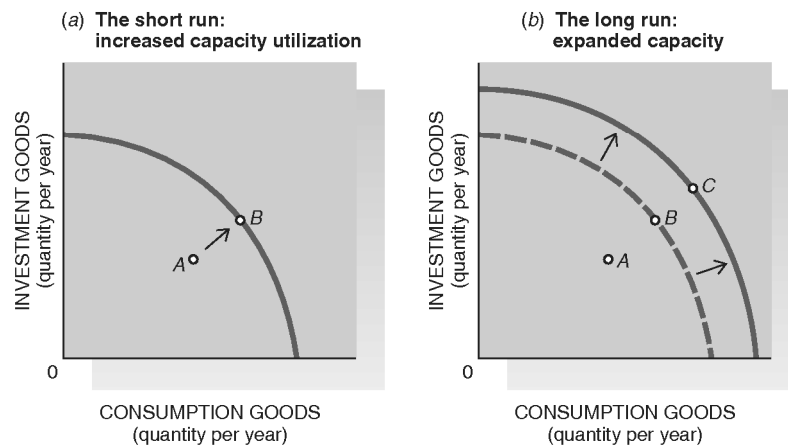 (a) The short run:
increased capacity utilization
INVESTMENT GOODS
(quantity per year)
A
B
0
CONSUMPTION GOODS
(quantity per year)
(b) The long run:
expanded capacity
INVESTMENT GOODS
(quantity per year)
C
B
A
0
CONSUMPTION GOODS
(quantity per year)